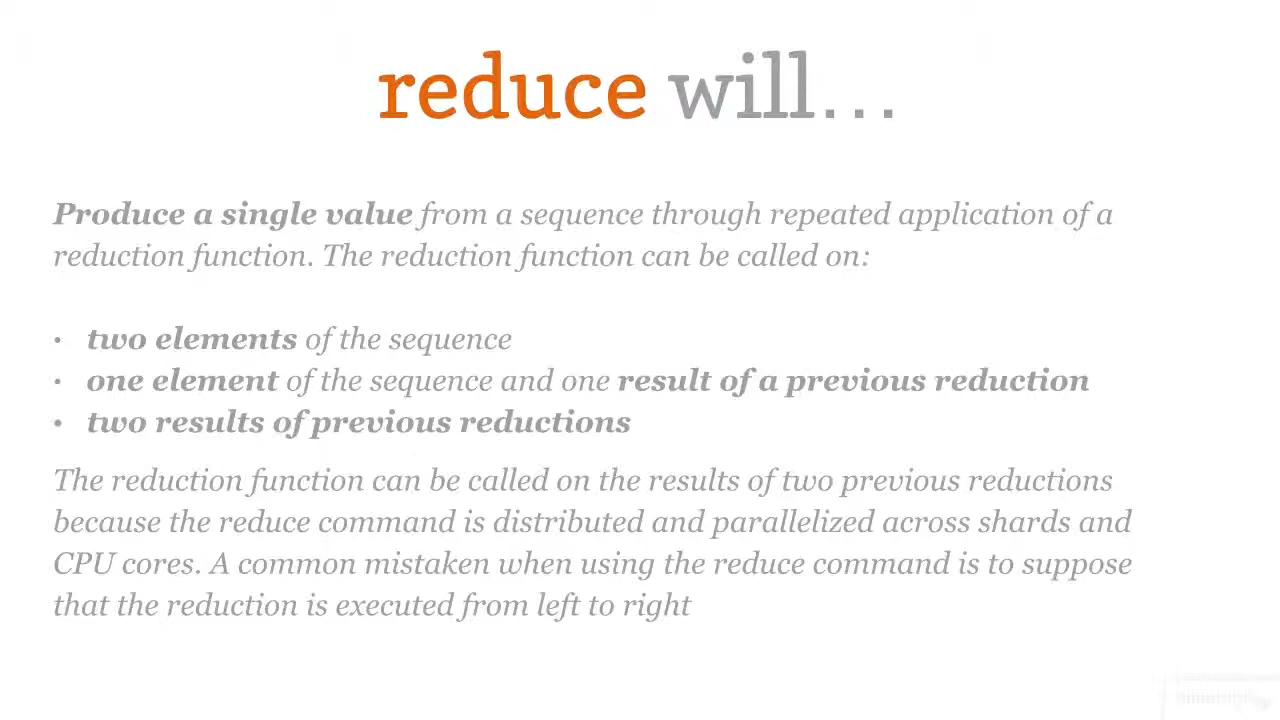 reduce will...
Produce a single value from a sequence through repeated application of a
reduction function. The reduction function can be called on:
• two elements of the sequence
• one element of the sequence and one result of a previous reduction
• two results of previous reductions
The reduction function can be called on the results of two previous reductions
because the reduce command is distributed and parallelized across shards and
CPU cores. A common mistaken when using the reduce command is to suppose
that the reduction is executed from left to right